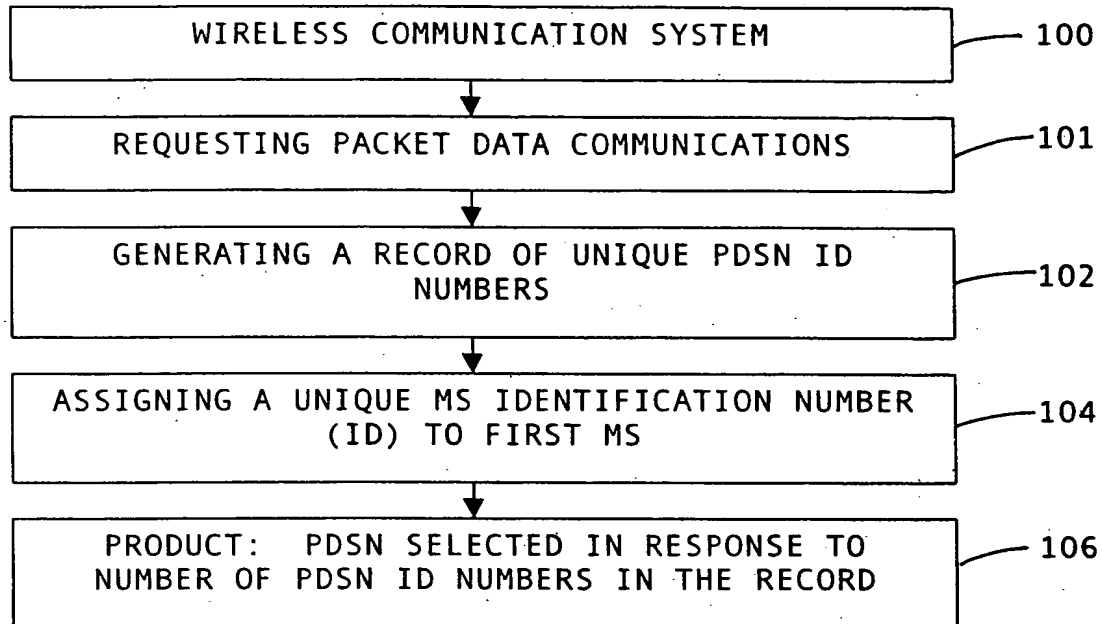 WIRELESS COMMUNICATION SYSTEM
100
REQUESTING PACKET DATA COMMUNICATIONS
101
GENERATING A RECORD OF UNIQUE PDSN ID
NUMBERS
102
ASSIGNING A UNIQUE MS IDENTIFICATION NUMBER
(ID) TO FIRST MS
104
PRODUCT: PDSN SELECTED IN RESPONSE TO
NUMBER OF PDSN ID NUMBERS IN THE RECORD
106